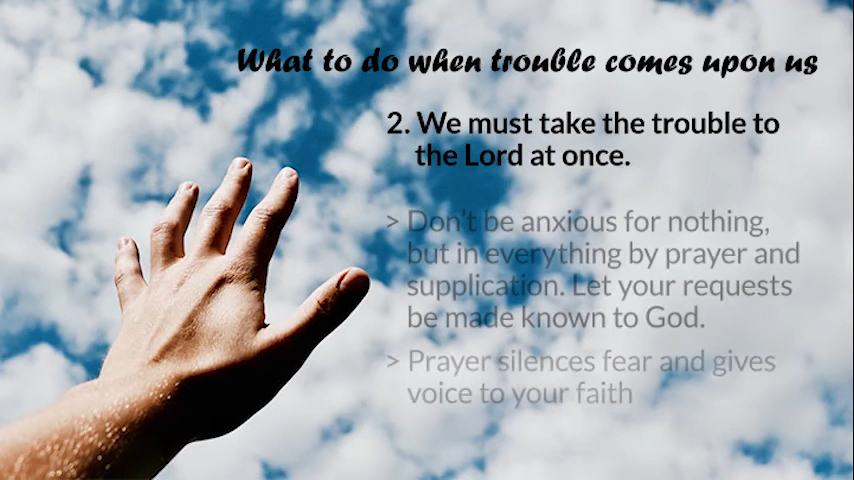 What to do when trouble comes upon us
2. We must take the trouble to
the Lord at once.
> Don't be anxious for nothing,
but in everything by prayer and
supplication. Let your requests
be made known to God.
> Prayer silences fear and gives
voice to your faith